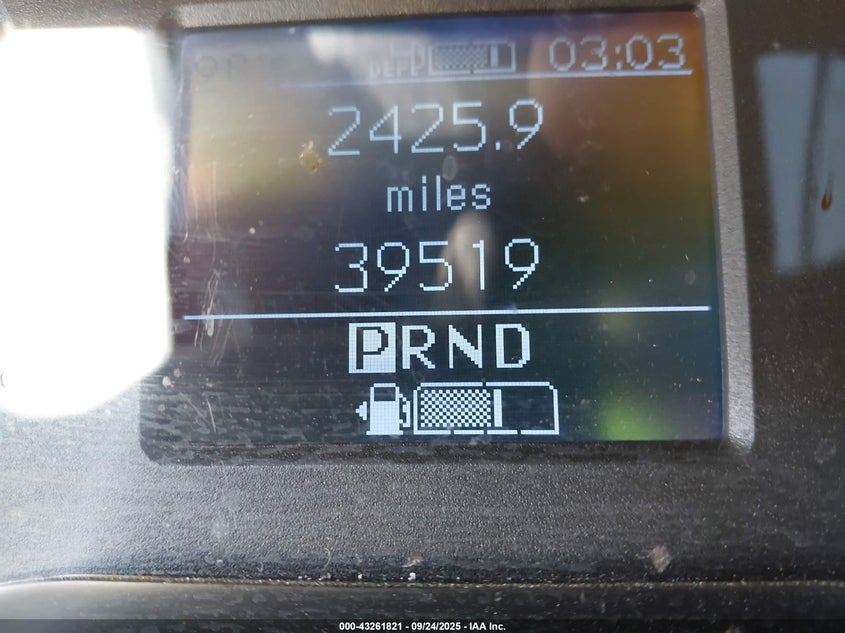 DEF 03:03
2425.9
miles
39519
PRND
000-43261821 - 09/24/2025 - IAA Inc.